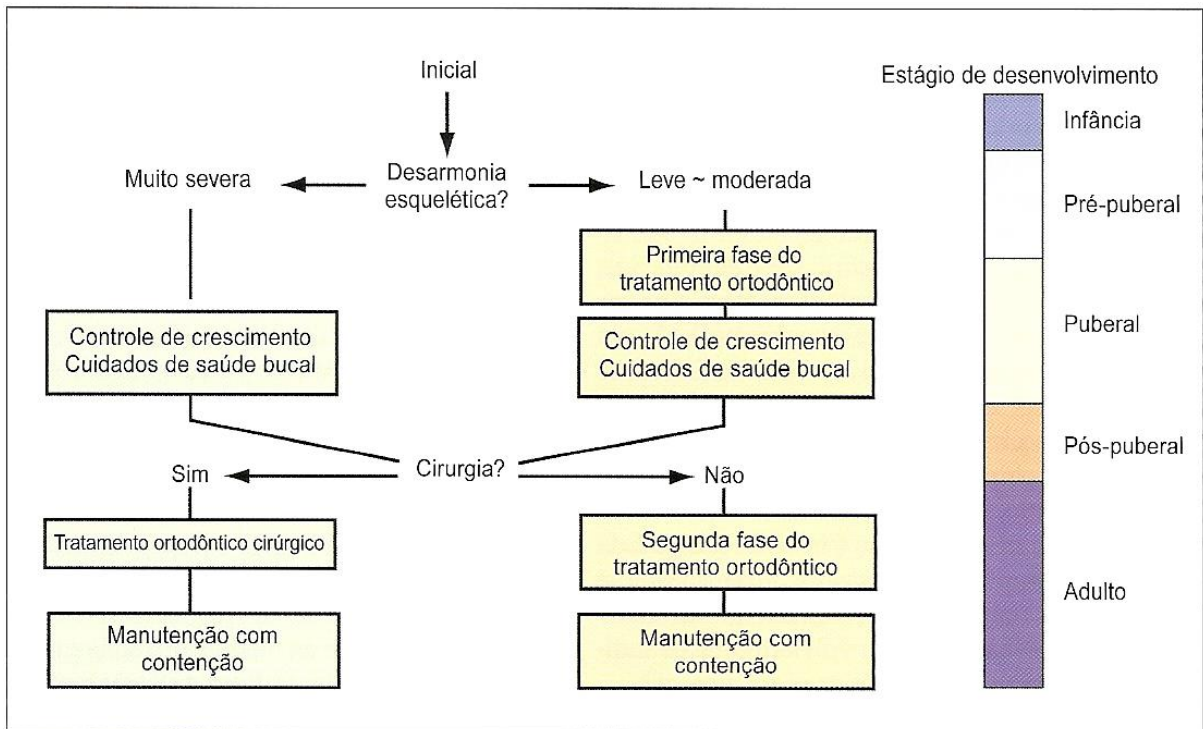 Inicial
Desarmonia
esquelética?
Muito severa
Leve ~ moderada
Primeira fase do
tratamento ortodôntico
Controle de crescimento
Cuidados de saúde bucal
Controle de crescimento
Cuidados de saúde bucal
Cirurgia?
Sim
Não
Tratamento ortodôntico cirúrgico
Segunda fase do
tratamento ortodôntico
Manutenção com
contenção
Manutenção com
contenção
Estágio de desenvolvimento
Infância
Pré-puberal
Puberal
Pós-puberal
Adulto